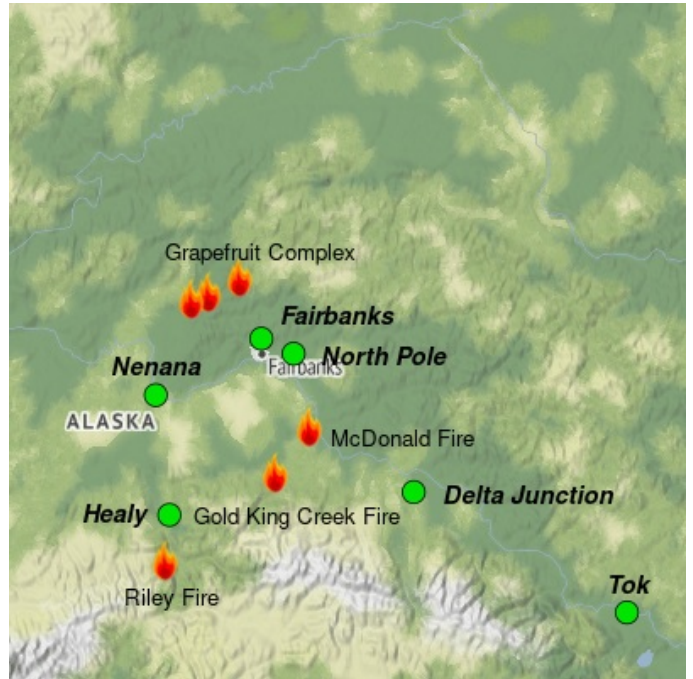 Grapefruit Complex
Fairbanks
North Pole
Fairbanks
Nenana
ALASKA
McDonald Fire
Delta Junction
Healy
Gold King Creek Fire
Riley Fire
Tok